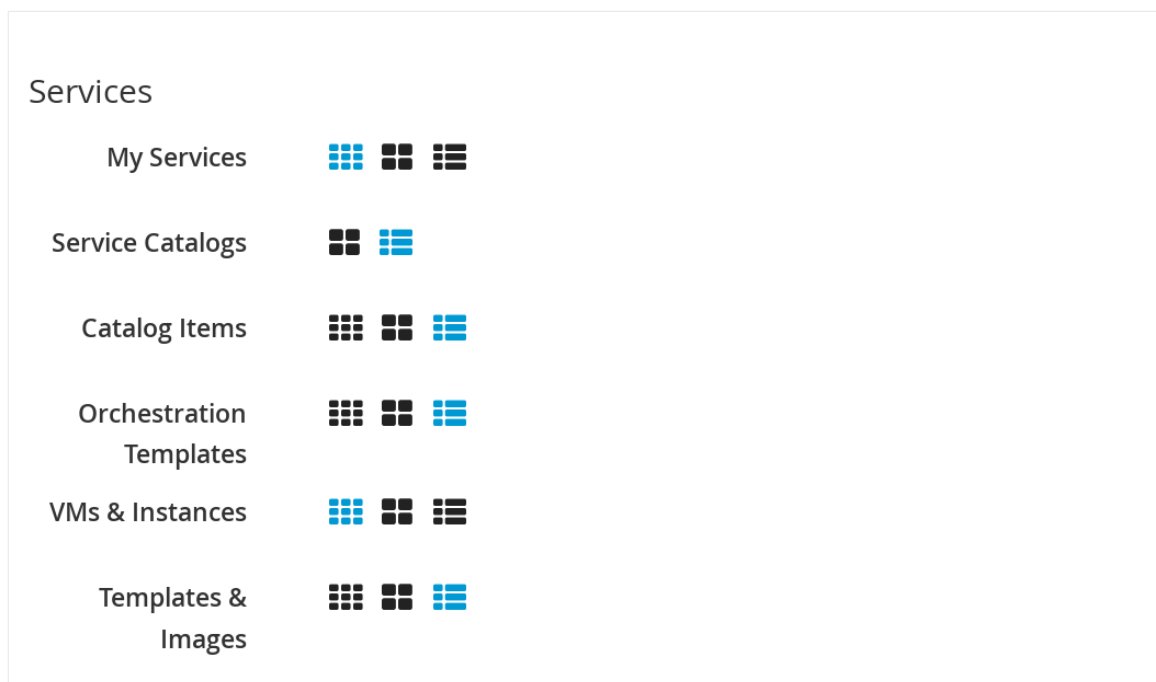 Services
My Services
Service Catalogs
Catalog Items
Orchestration
Templates
VMs & Instances
Templates &
Images